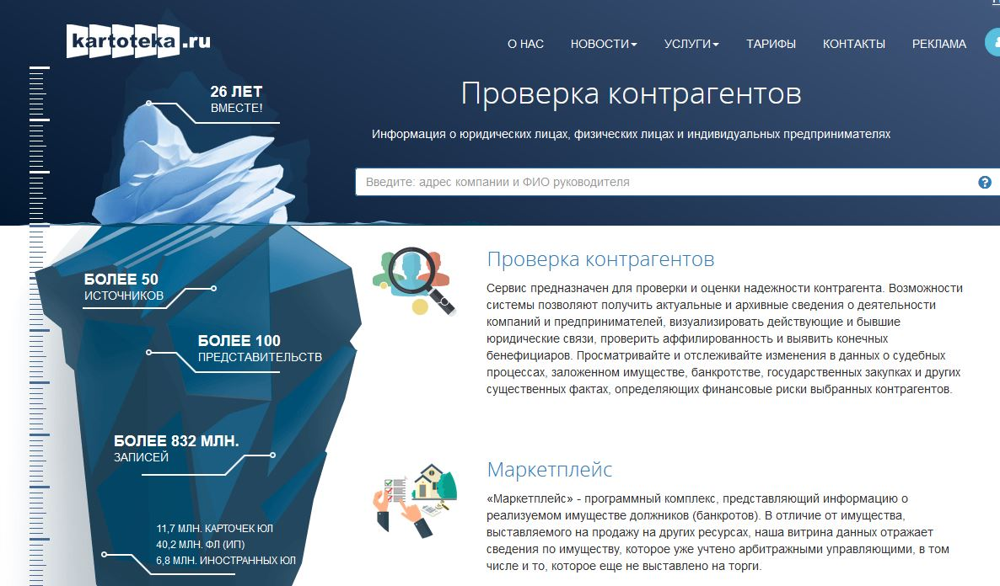 kartoteka.ru
О НАС НОВОСТИ УСЛУГИ ТАРИФЫ КОНТАКТЫ РЕКЛАМА
26 ЛЕТ
ВМЕСТЕ!
Проверка контрагентов
Информация о юридических лицах, физических лицах и индивидуальных предпринимателях
Введите: адрес компании и ФИО руководителя
?
БОЛЕЕ 50
ИСТОЧНИКОВ
БОЛЕЕ 100
ПРЕДСТАВИТЕЛЬСТВ
БОЛЕЕ 832 МЛН.
ЗАПИСЕЙ
11,7 МЛН. КАРТОЧЕК ЮЛ
40,2 МЛН. ФЛ (ИП)
6,8 МЛН. ИНОСТРАННЫХ ЮЛ
Проверка контрагентов
Сервис предназначен для проверки и оценки надежности контрагента. Возможности
системы позволяют получить актуальные и архивные сведения о деятельности
компаний и предпринимателей, визуализировать действующие и бывшие
юридические связи, проверить аффилированность и выявить конечных
бенефициаров. Просматривайте и отслеживайте изменения в данных о судебных
процессах, заложенном имуществе, банкротстве, государственных закупках и других
существенных фактах, определяющих финансовые риски выбранных контрагентов.
Маркетплейс
«Маркетплейс» - программный комплекс, представляющий информацию о
реализуемом имуществе должников (банкротов). В отличие от имущества,
выставляемого на продажу на других ресурсах, наша витрина данных отражает
сведения по имуществу, которое уже учтено арбитражными управляющими, в том
числе и то, которое еще не выставлено на торги.